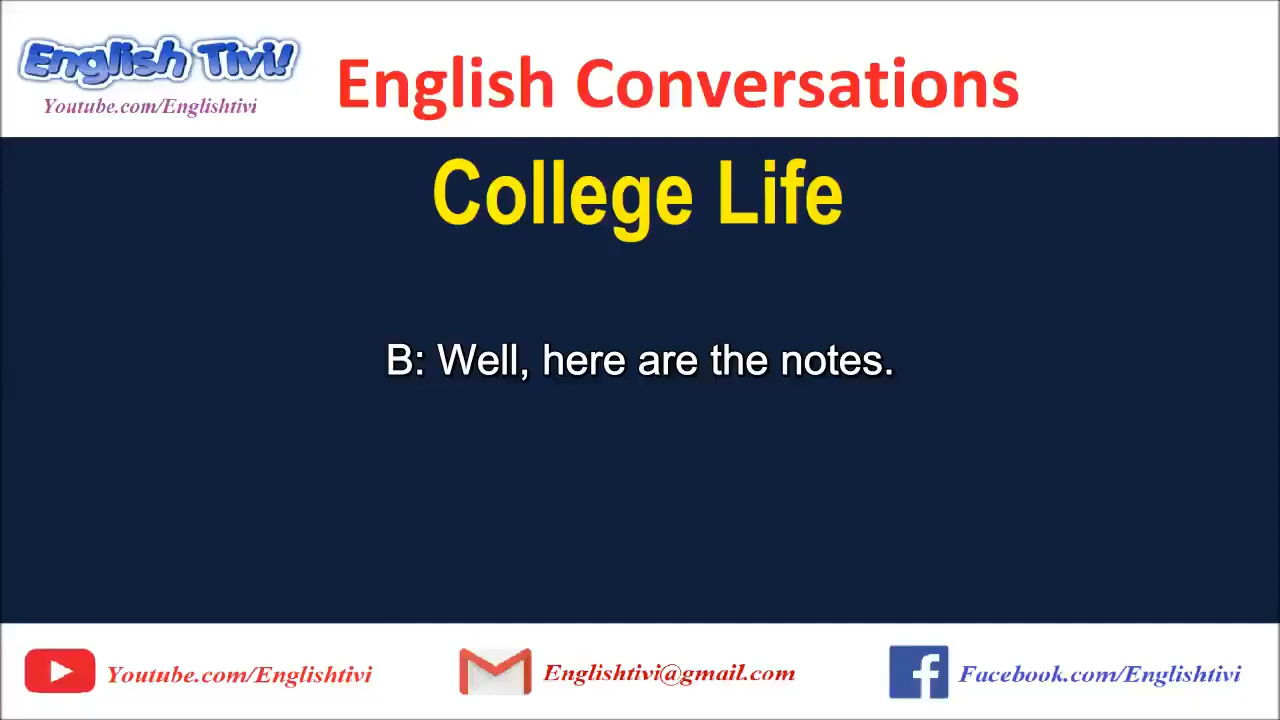 English Tivi!
Youtube.com/Englishtivi
English Conversations
College Life
B: Well, here are the notes.
Youtube.com/Englishtivi
Englishtivi@gmail.com
Facebook.com/Englishtivi